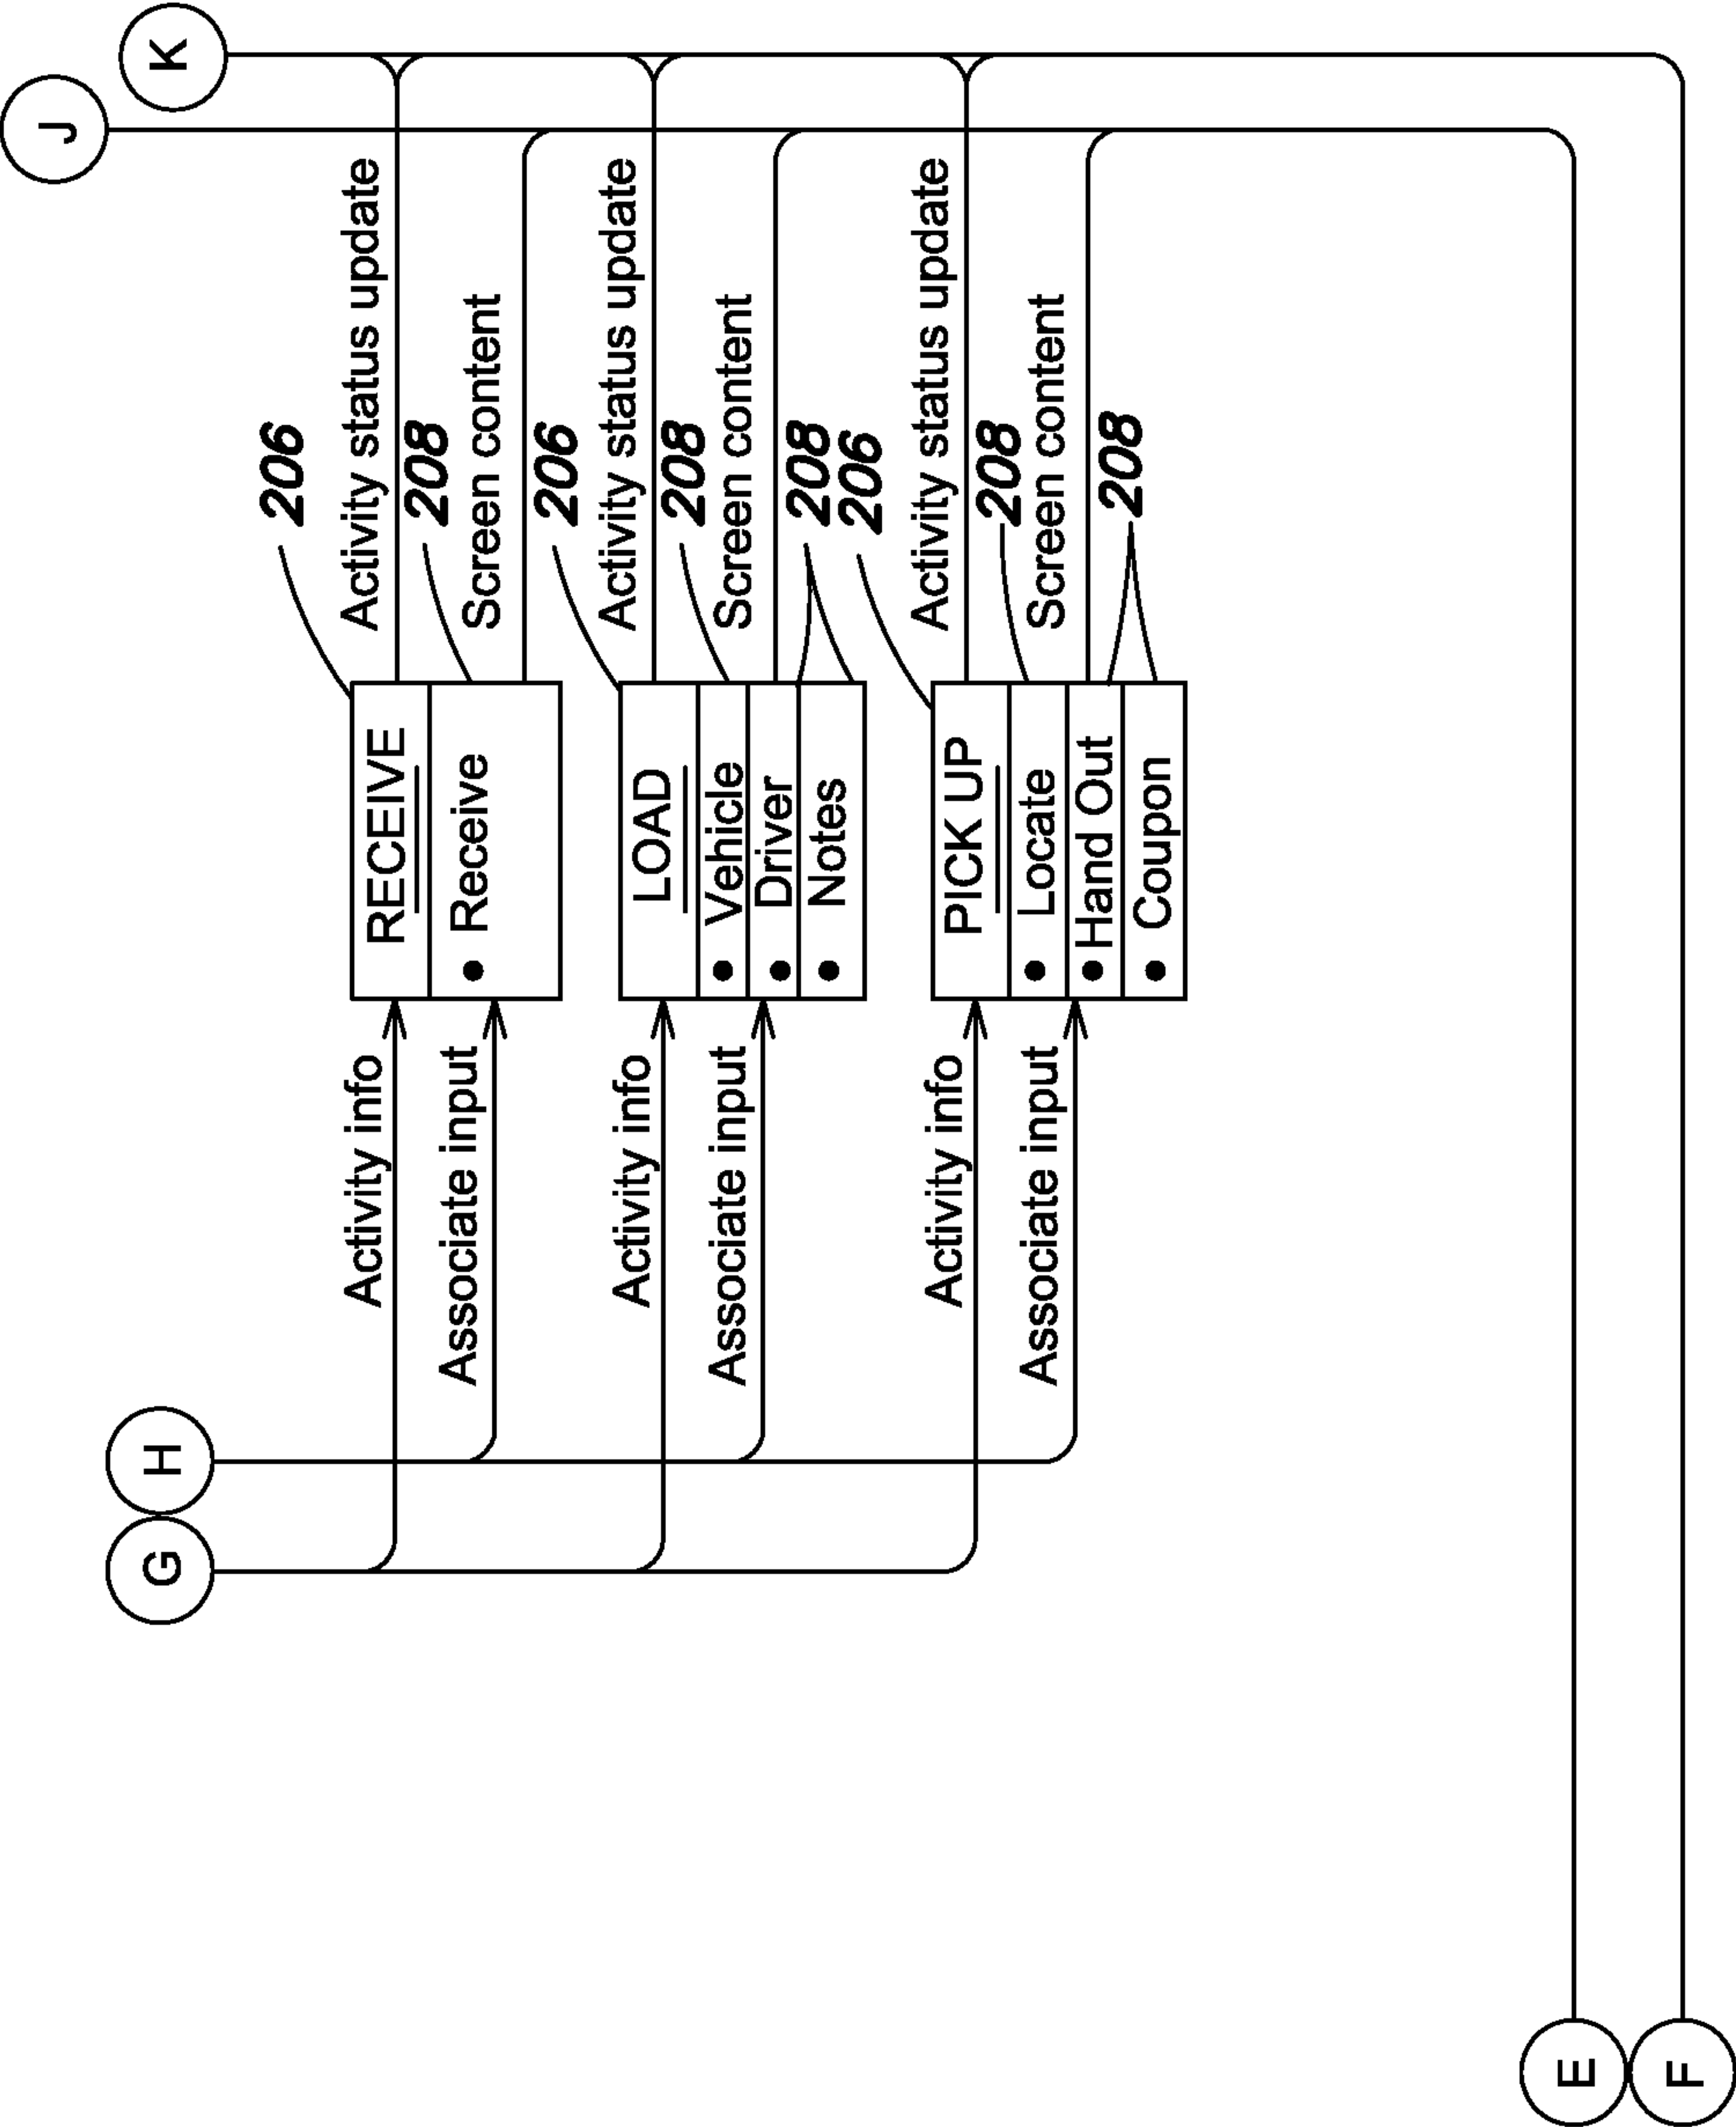 J
G
H
K
206
Activity info
RECEIVE
Activity status update
208
Associate input
• Receive
Screen content
206
Activity info
LOAD
Activity status update
208
Associate input
• Vehicle
Screen content
• Driver
208
• Notes
206
Activity info
PICK UP
Activity status update
208
Associate input
• Locate
Screen content
• Hand Out
208
• Coupon
E
F